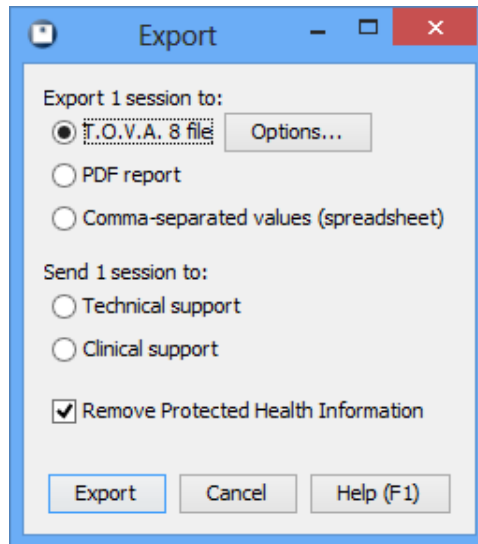 Export
Export 1 session to:
T.O.V.A. 8 file
Options...
PDF report
Comma-separated values (spreadsheet)
Send 1 session to:
Technical support
Clinical support
Remove Protected Health Information
Export
Cancel
Help (F1)